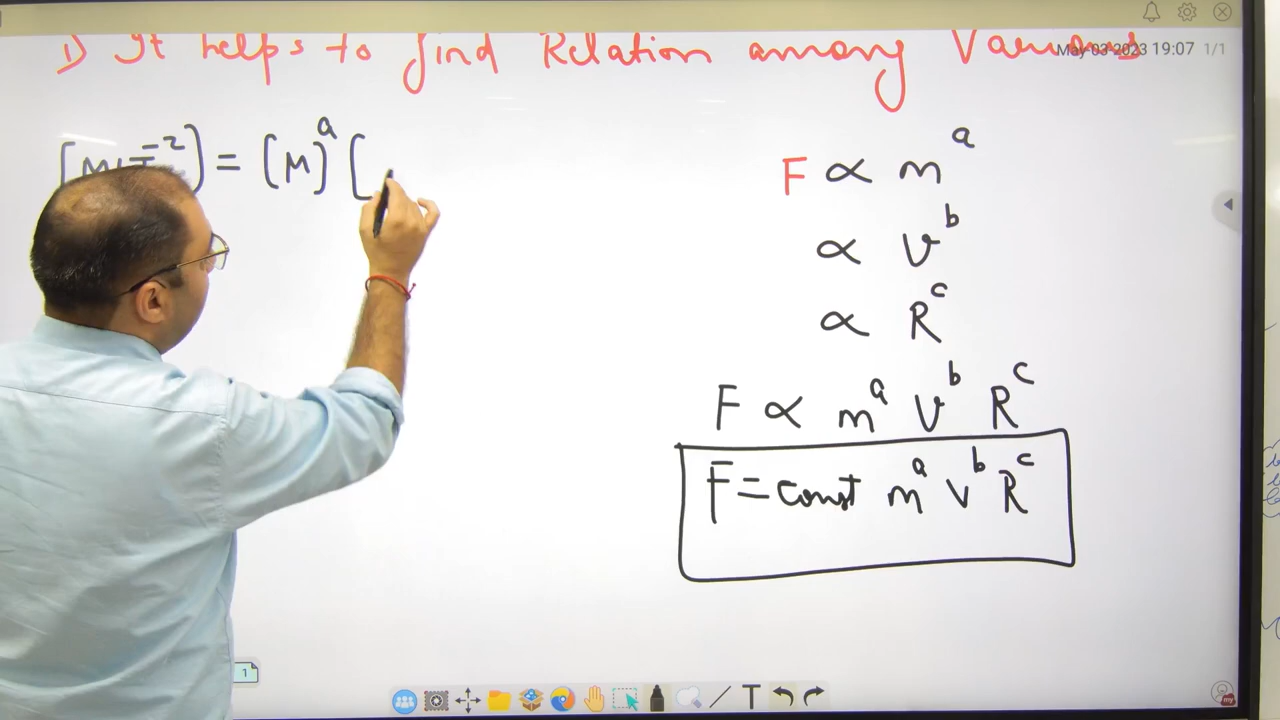 1) It helps to find Relation among Various
May 03 2023 19:07 1/1
[MLT⁻²] = (M)ᵃ [
F ∝ mᵃ
∝ vᵇ
∝ Rᶜ
F ∝ mᵃ vᵇ Rᶜ
F = const mᵃ vᵇ Rᶜ
1
T